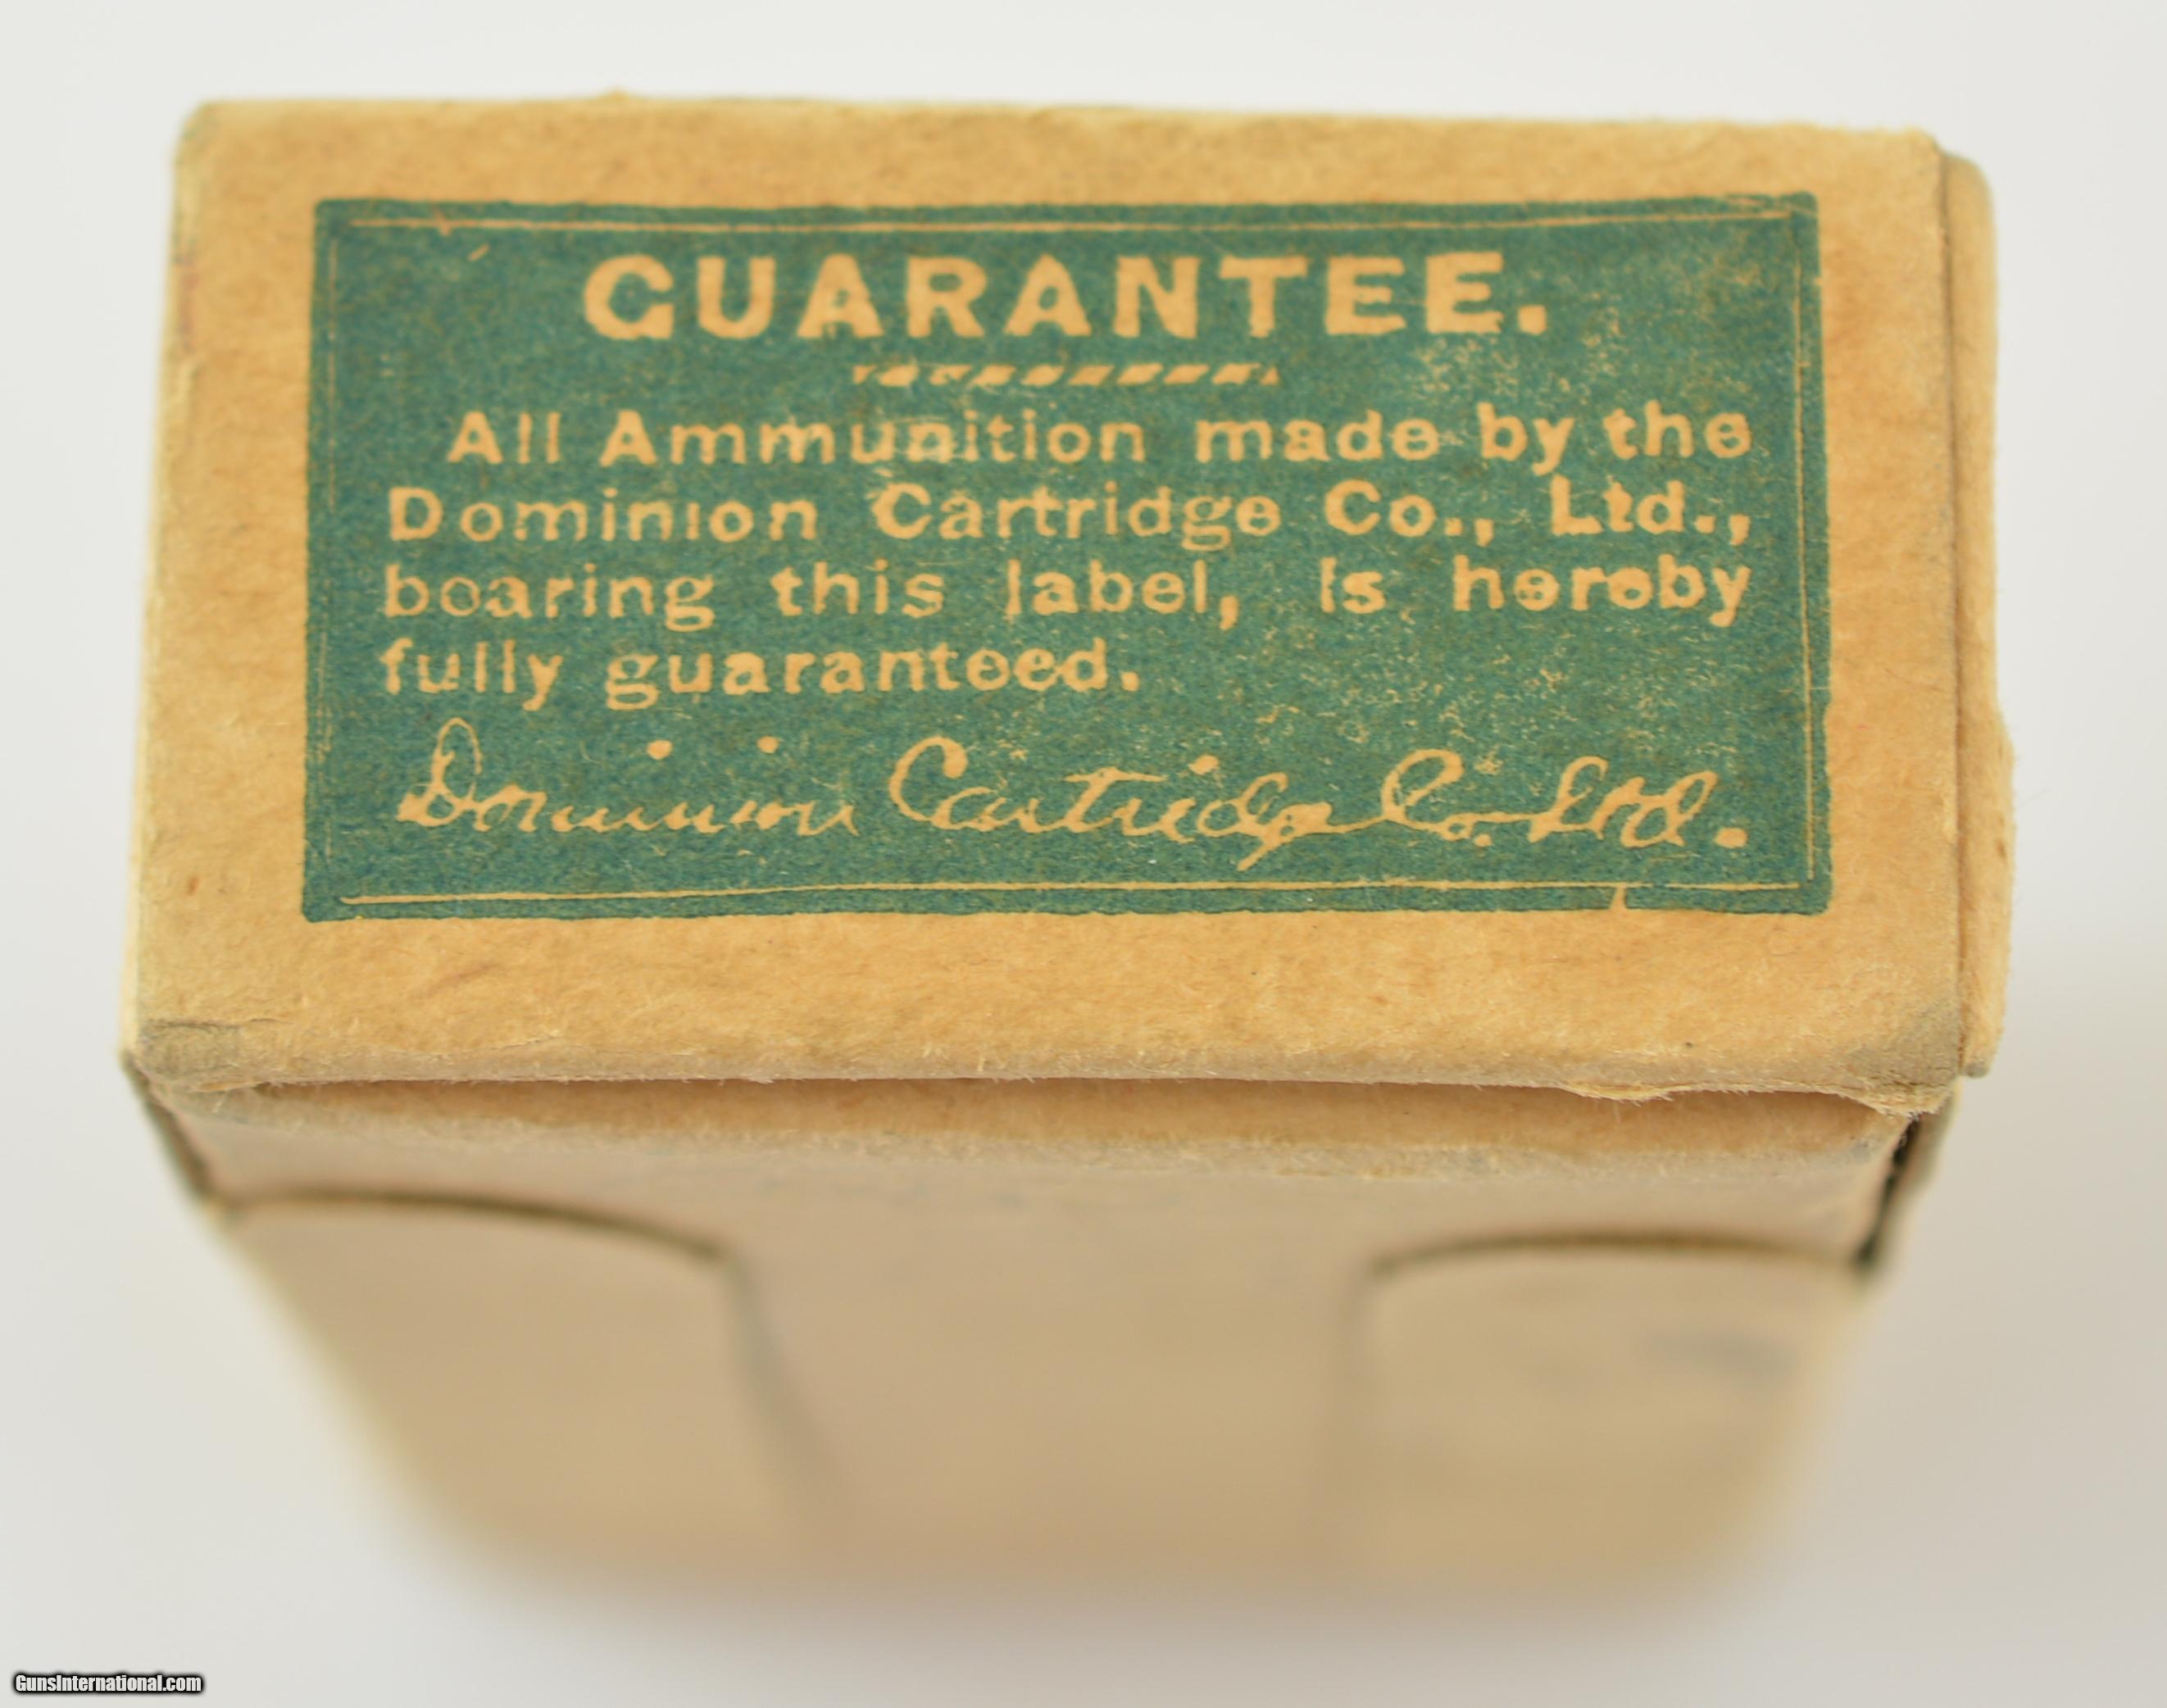 GUARANTEE.
All Ammunition made by the
Dominion Cartridge Co., Ltd.,
bearing this label, is hereby
fully guaranteed.
Dominion Cartridge Co. Ltd.
GunsInternational.com